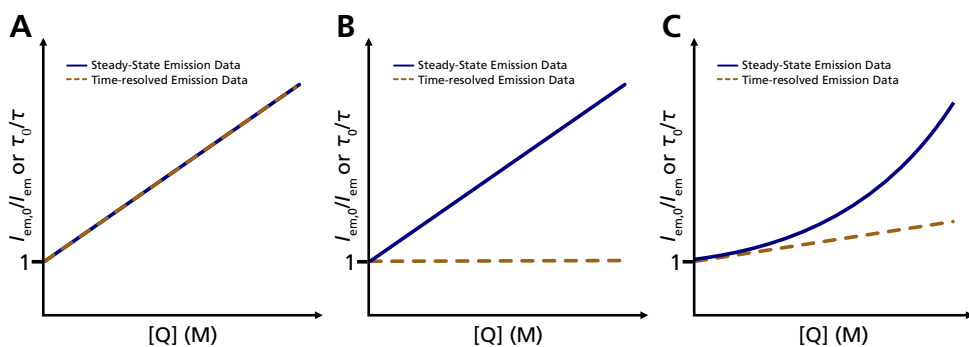 A
Steady-State Emission Data
Time-resolved Emission Data
I_em,0/I_em or τ_0/τ
1
[Q] (M)
B
Steady-State Emission Data
Time-resolved Emission Data
I_em,0/I_em or τ_0/τ
1
[Q] (M)
C
Steady-State Emission Data
Time-resolved Emission Data
I_em,0/I_em or τ_0/τ
1
[Q] (M)